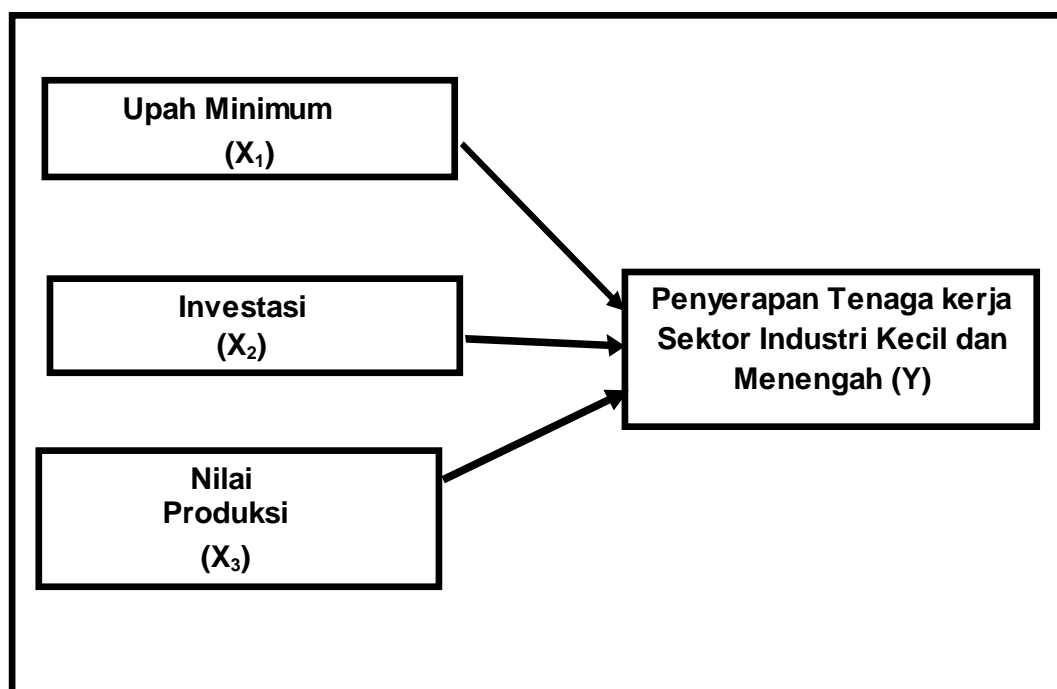 Upah Minimum
(X₁)
Investasi
(X₂)
Nilai
Produksi
(X₃)
Penyerapan Tenaga kerja
Sektor Industri Kecil dan
Menengah (Y)